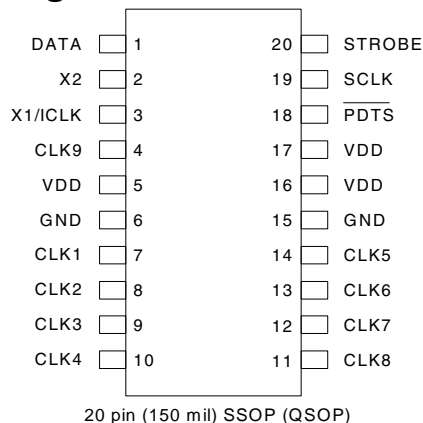 DATA 1 20 STROBE
X2 2 19 SCLK
X1/ICLK 3 18 PDTS
CLK9 4 17 VDD
VDD 5 16 VDD
GND 6 15 GND
CLK1 7 14 CLK5
CLK2 8 13 CLK6
CLK3 9 12 CLK7
CLK4 10 11 CLK8
20 pin (150 mil) SSOP (QSOP)